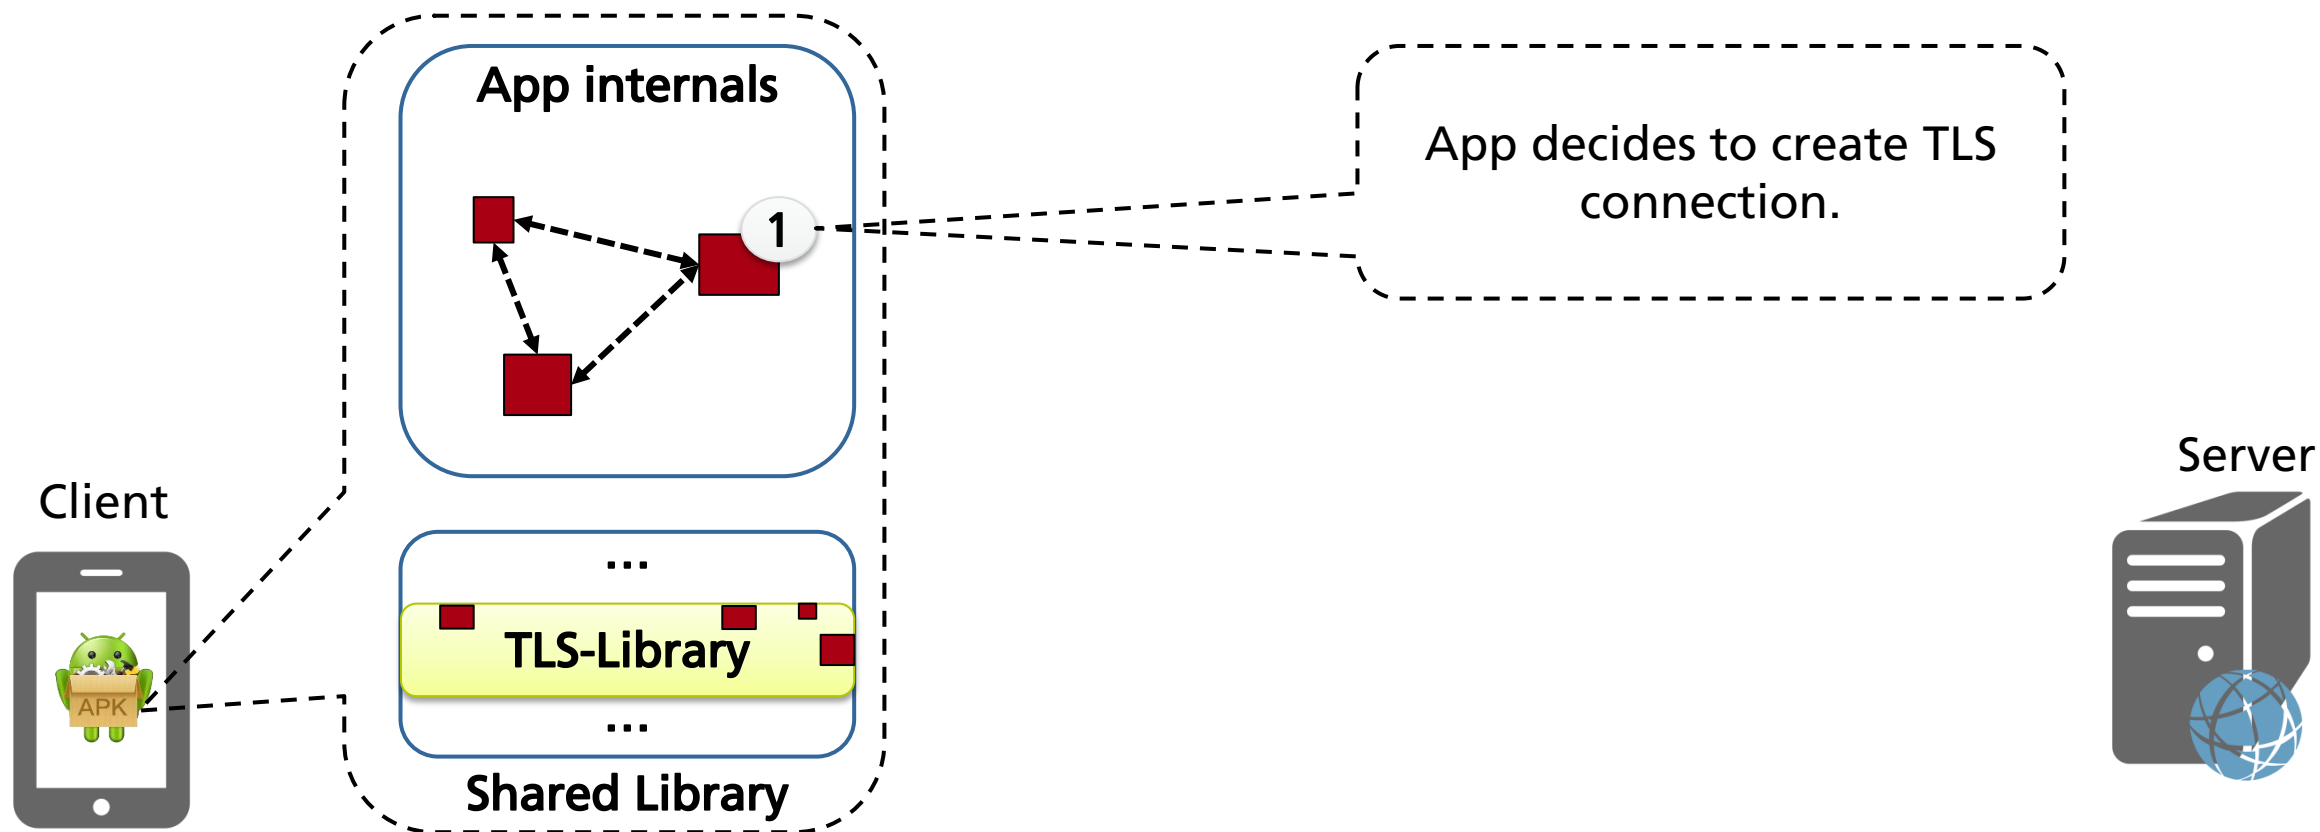 App internals
1
App decides to create TLS
connection.
Client
Server
APK
...
TLS-Library
...
Shared Library